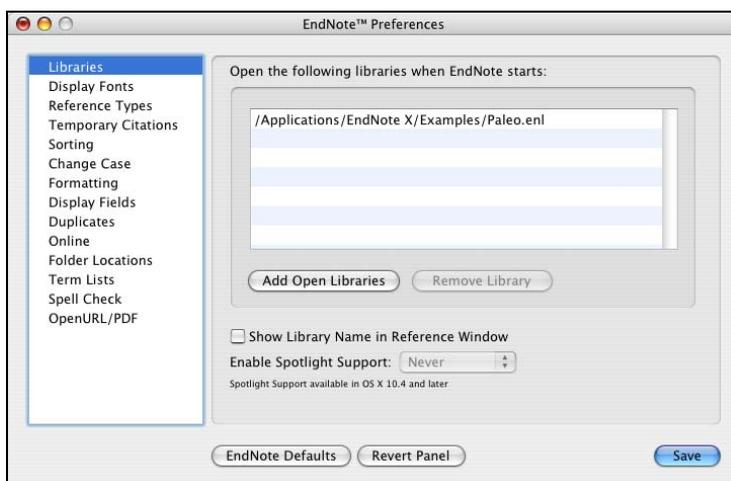 EndNote™ Preferences
Libraries
Display Fonts
Reference Types
Temporary Citations
Sorting
Change Case
Formatting
Display Fields
Duplicates
Online
Folder Locations
Term Lists
Spell Check
OpenURL/PDF
Open the following libraries when EndNote starts:
/Applications/EndNote X/Examples/Paleo.enl
Add Open Libraries
Remove Library
Show Library Name in Reference Window
Enable Spotlight Support: Never
Spotlight Support available in OS X 10.4 and later
EndNote Defaults
Revert Panel
Save